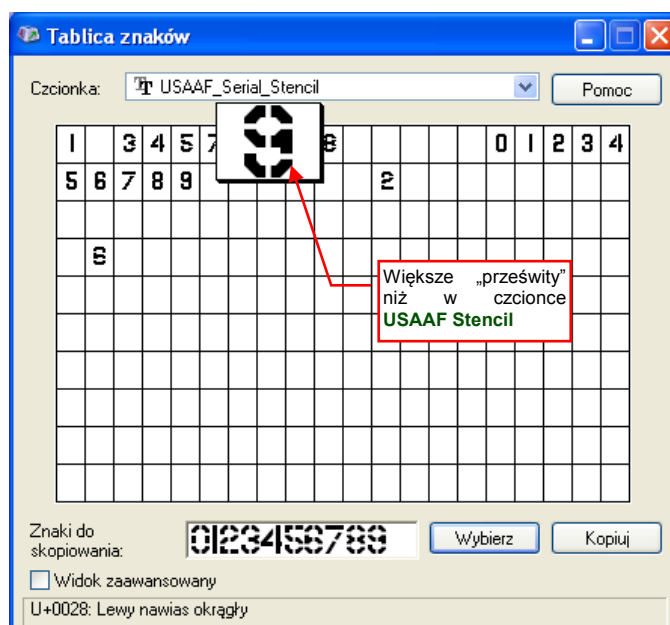 Tablica znaków
Czcionka: USAAF_Serial_Stencil Pomoc
1 3 4 5 7 9 8 0 1 2 3 4
5 6 7 8 9 2
6
Większe „prześwity”
niż w czcionce
USAAF Stencil
Znaki do
skopiowania: 0123456789 Wybierz Kopiuj
Widok zaawansowany
U+0028: Lewy nawias okrągły